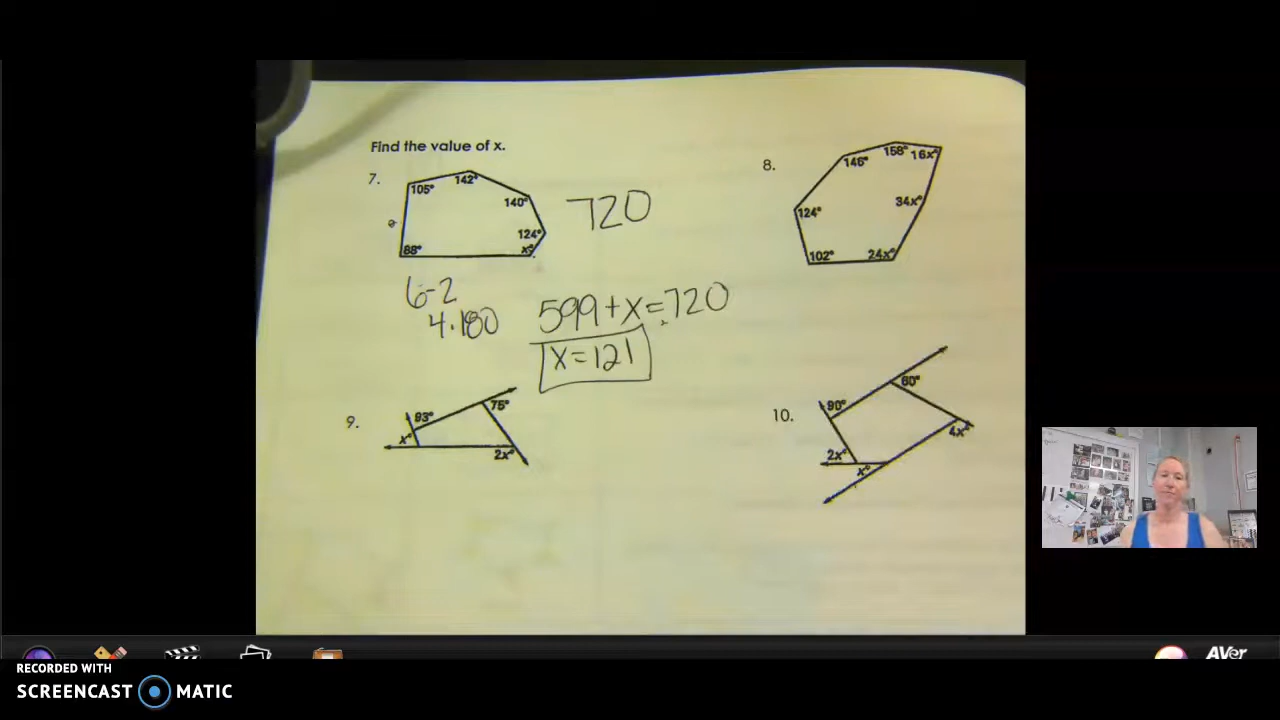 Find the value of x.
7.
105°
142°
140°
124°
x°
88°
720
6-2
4·180
599+x=720
x=121
8.
146°
158°
16x°
34x°
24x°
102°
124°
9.
93°
75°
x°
2x°
10.
90°
60°
2x°
x°
4x°
RECORDED WITH
SCREENCAST MATIC
AVer